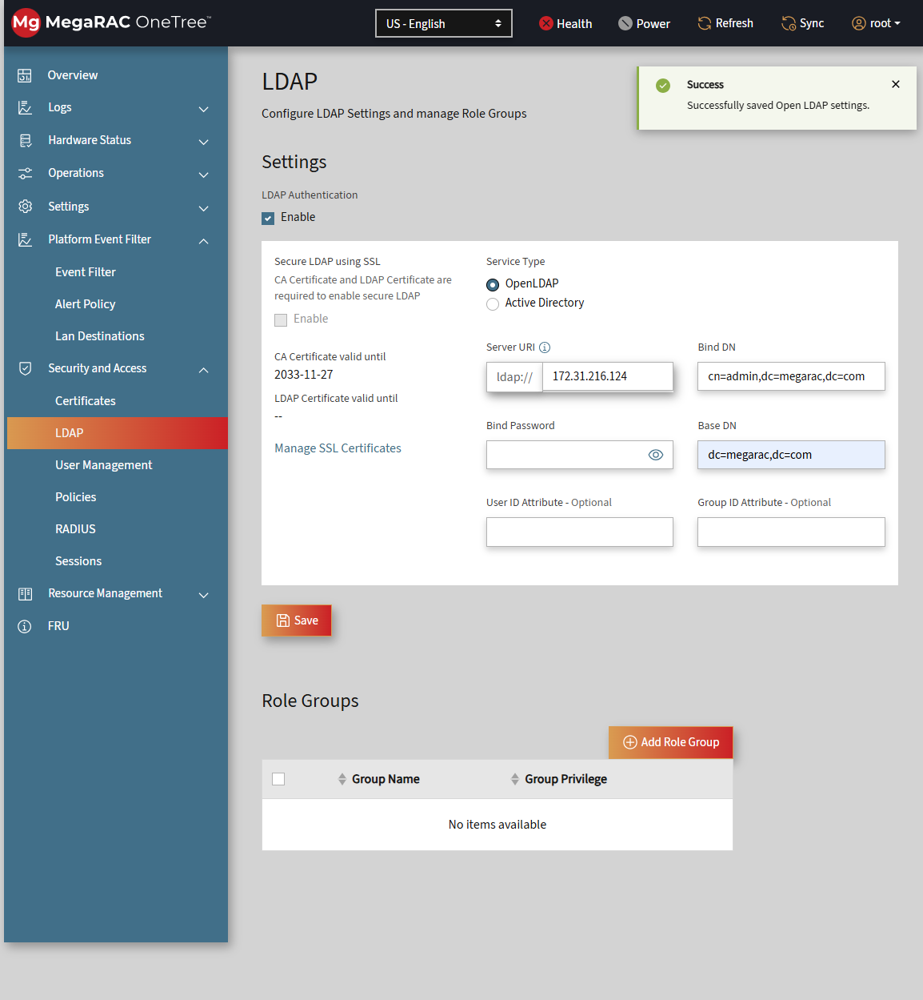 Mg MegaRAC OneTree™
US - English
Health
Power
Refresh
Sync
root
Overview
Logs
Hardware Status
Operations
Settings
Platform Event Filter
Event Filter
Alert Policy
Lan Destinations
Security and Access
Certificates
LDAP
User Management
Policies
RADIUS
Sessions
Resource Management
FRU
LDAP
Configure LDAP Settings and manage Role Groups
Success
Successfully saved Open LDAP settings.
Settings
LDAP Authentication
Enable
Secure LDAP using SSL
CA Certificate and LDAP Certificate are
required to enable secure LDAP
Enable
CA Certificate valid until
2033-11-27
LDAP Certificate valid until
--
Manage SSL Certificates
Service Type
OpenLDAP
Active Directory
Server URI
ldap:// 172.31.216.124
Bind DN
cn=admin,dc=megarac,dc=com
Bind Password
Base DN
dc=megarac,dc=com
User ID Attribute - Optional
Group ID Attribute - Optional
Save
Role Groups
Add Role Group
Group Name
Group Privilege
No items available